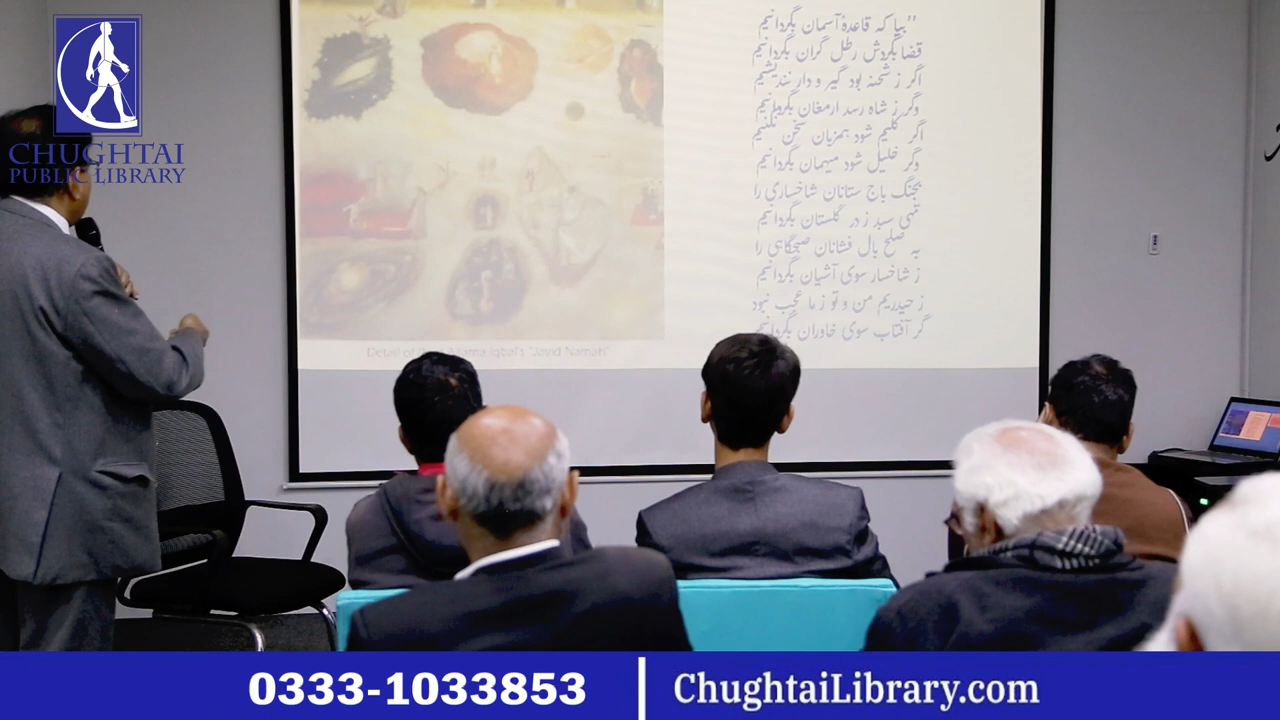 CHUGHTAI
PUBLIC LIBRARY
”بیا کہ قاعدۂ آسمان بگردانیم
قضا بگردش رطل گران بگردانیم
اگر ز شحنہ بود گیر و دار نندیشیم
وگر ز شاہ رسد ارمغان بگردانیم
اگر کلیم شود ہمزبان سخن نکنیم
وگر خلیل شود میہمان بگردانیم
بجنگ باج ستانان شاخساری را
تہی سبد ز در گلستان بگردانیم
بہ صلح بال فشانان صبحگاہی را
ز شاخسار سوی آشیان بگردانیم
ز حیدریم من و تو ز ما عجب نبود
گر آفتاب سوی خاوران بگردانیم
Detail of Iqbal's "Javid Namah"
0333-1033853
ChughtaiLibrary.com